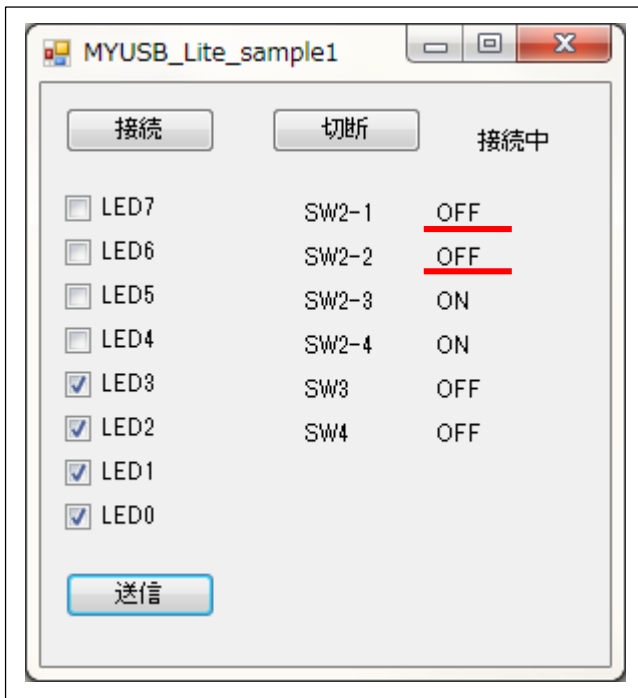 MYUSB_Lite_sample1
接続 切断 接続中
LED7 SW2-1 OFF
LED6 SW2-2 OFF
LED5 SW2-3 ON
LED4 SW2-4 ON
LED3 SW3 OFF
LED2 SW4 OFF
LED1
LED0
送信